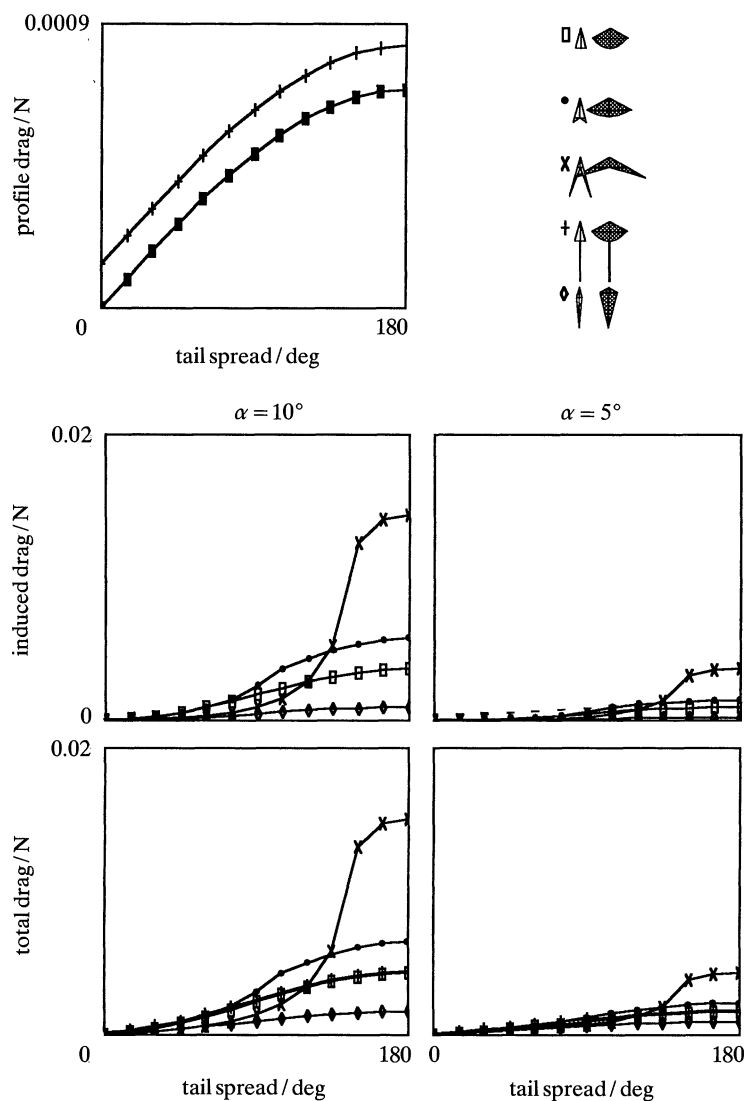 0.0009
profile drag / N
0
180
tail spread / deg
α = 10°
α = 5°
0.02
induced drag / N
0
0.02
total drag / N
0
180
0
180
tail spread / deg
tail spread / deg